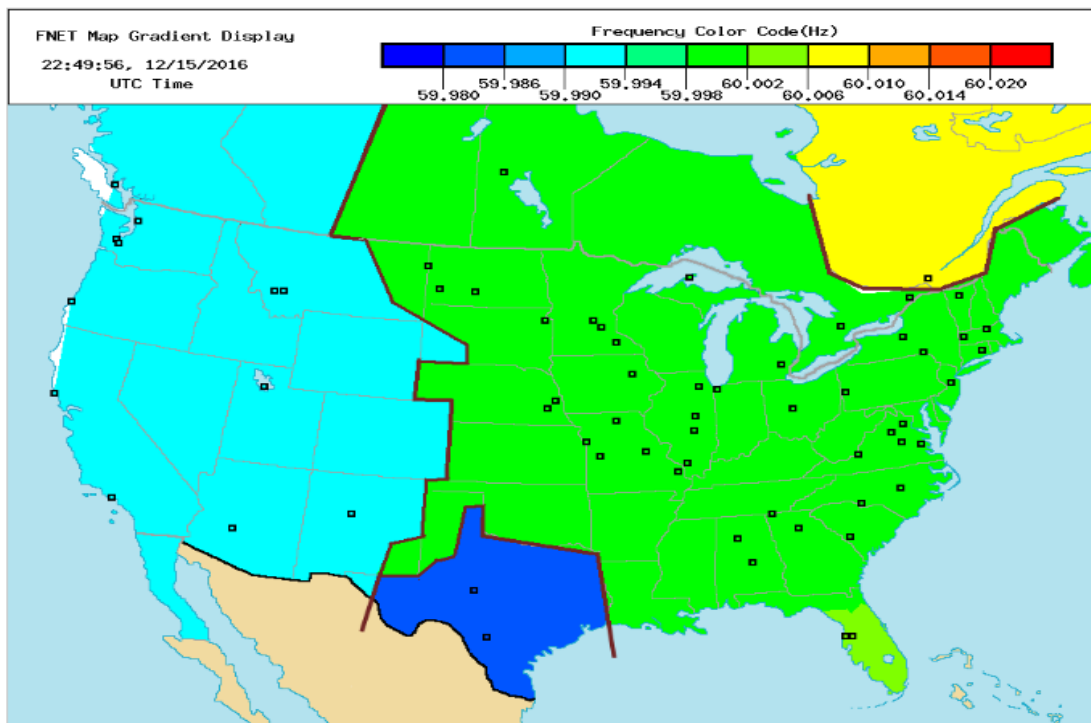 FNET Map Gradient Display
22:49:56, 12/15/2016
UTC Time
Frequency Color Code(Hz)
59.980 59.986 59.990 59.994 59.998 60.002 60.006 60.010 60.014 60.020